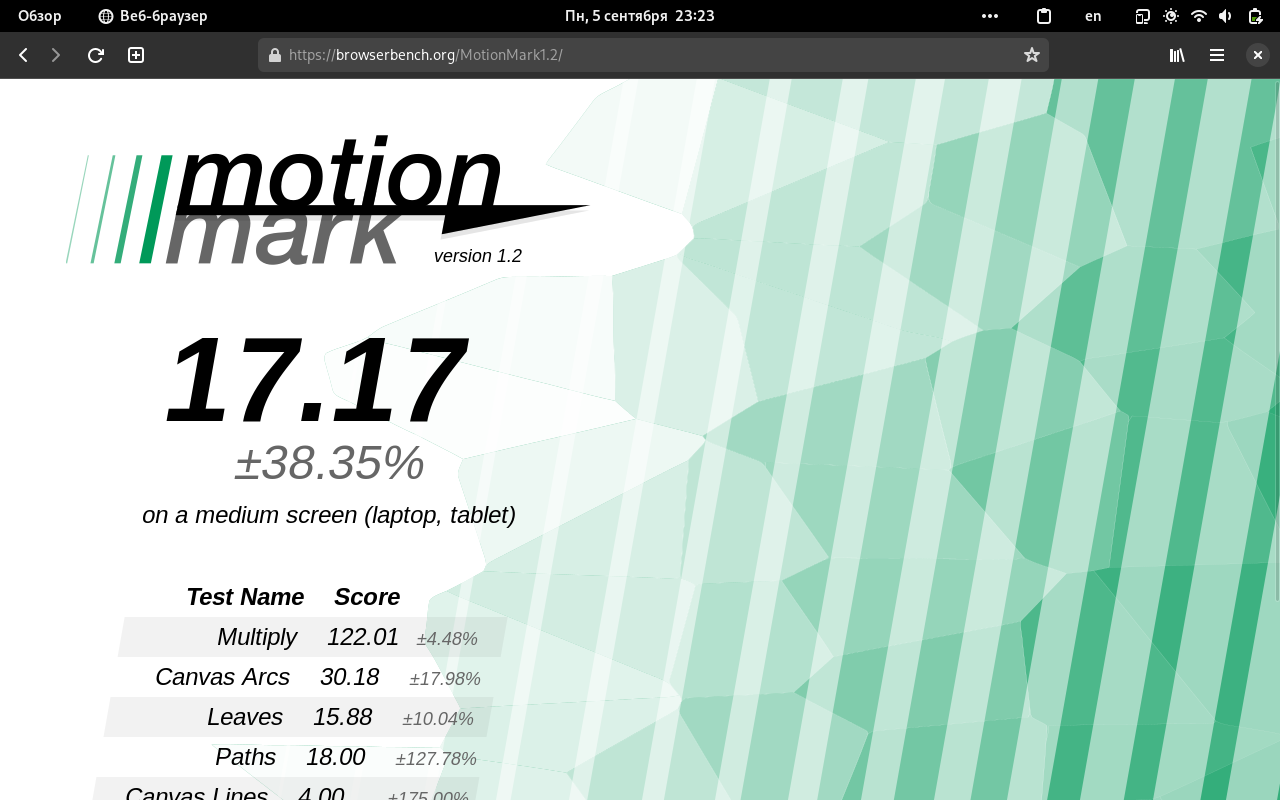 Обзор Веб-браузер Пн, 5 сентября 23:23 en
https://browserbench.org/MotionMark1.2/
motion
mark
version 1.2
17.17
±38.35%
on a medium screen (laptop, tablet)
Test Name Score
Multiply 122.01 ±4.48%
Canvas Arcs 30.18 ±17.98%
Leaves 15.88 ±10.04%
Paths 18.00 ±127.78%
Canvas Lines 4.00 ±175.00%